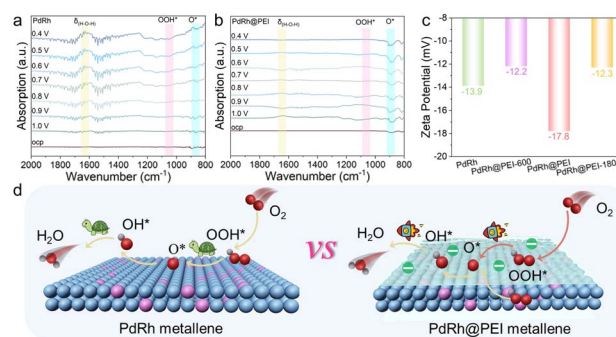 a
PdRh
δ(H-O-H)
OOH*
O*
0.4 V
0.5 V
0.6 V
0.7 V
0.8 V
0.9 V
1.0 V
ocp
Absorption (a.u.)
2000 1800 1600 1400 1200 1000 800
Wavenumber (cm-1)
b
PdRh@PEI
δ(H-O-H)
OOH*
O*
0.4 V
0.5 V
0.6 V
0.7 V
0.8 V
0.9 V
1.0 V
ocp
Absorption (a.u.)
2000 1800 1600 1400 1200 1000 800
Wavenumber (cm-1)
c
Zeta Potential (mV)
-6
-8
-10
-12
-14
-16
-18
-20
-13.9
-12.2
-17.8
-12.3
PdRh
PdRh@PEI-600
PdRh@PEI
PdRh@PEI-180
d
H2O
OH*
O*
OOH*
O2
PdRh metallene
vs
H2O
OH*
O*
OOH*
O2
PdRh@PEI metallene